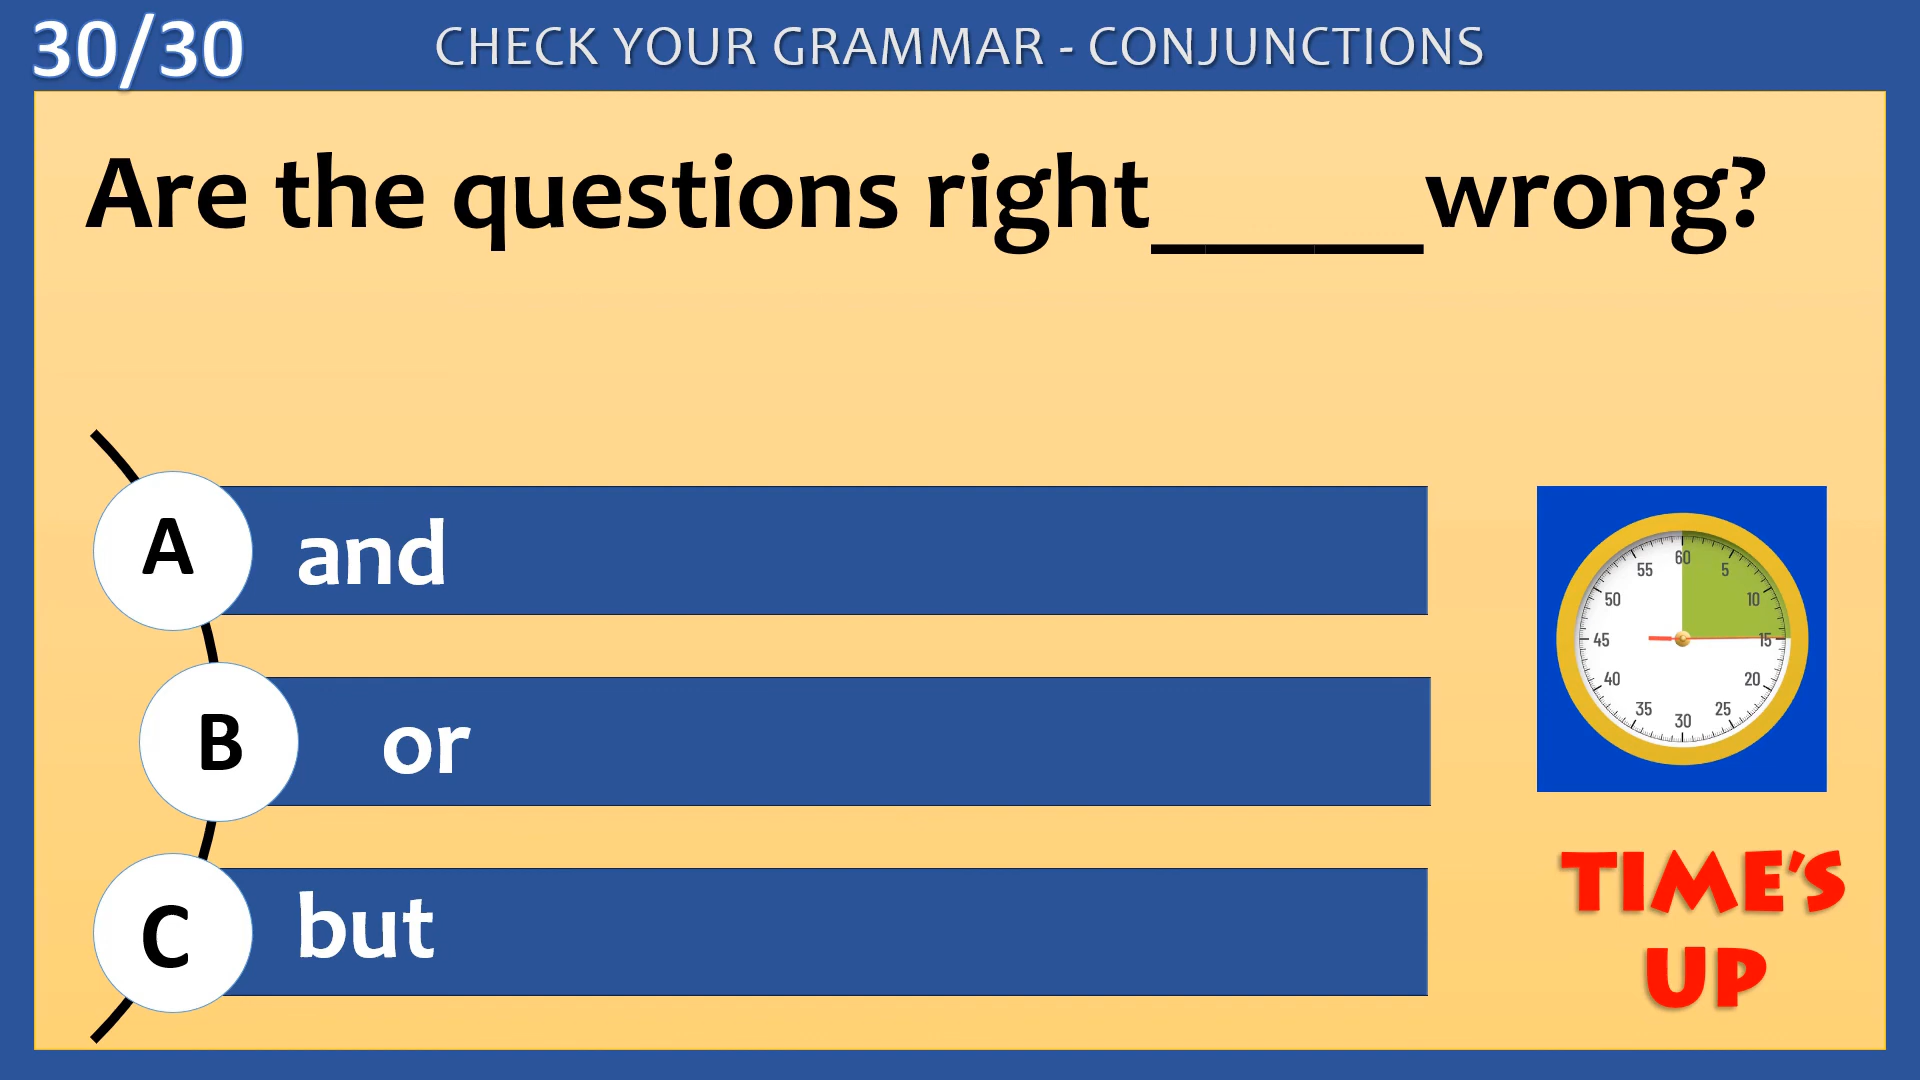 30/30
CHECK YOUR GRAMMAR - CONJUNCTIONS
Are the questions right_____wrong?
A and
B or
C but
60
55 5
50 10
45 15
40 20
35 25
30
TIME'S
UP